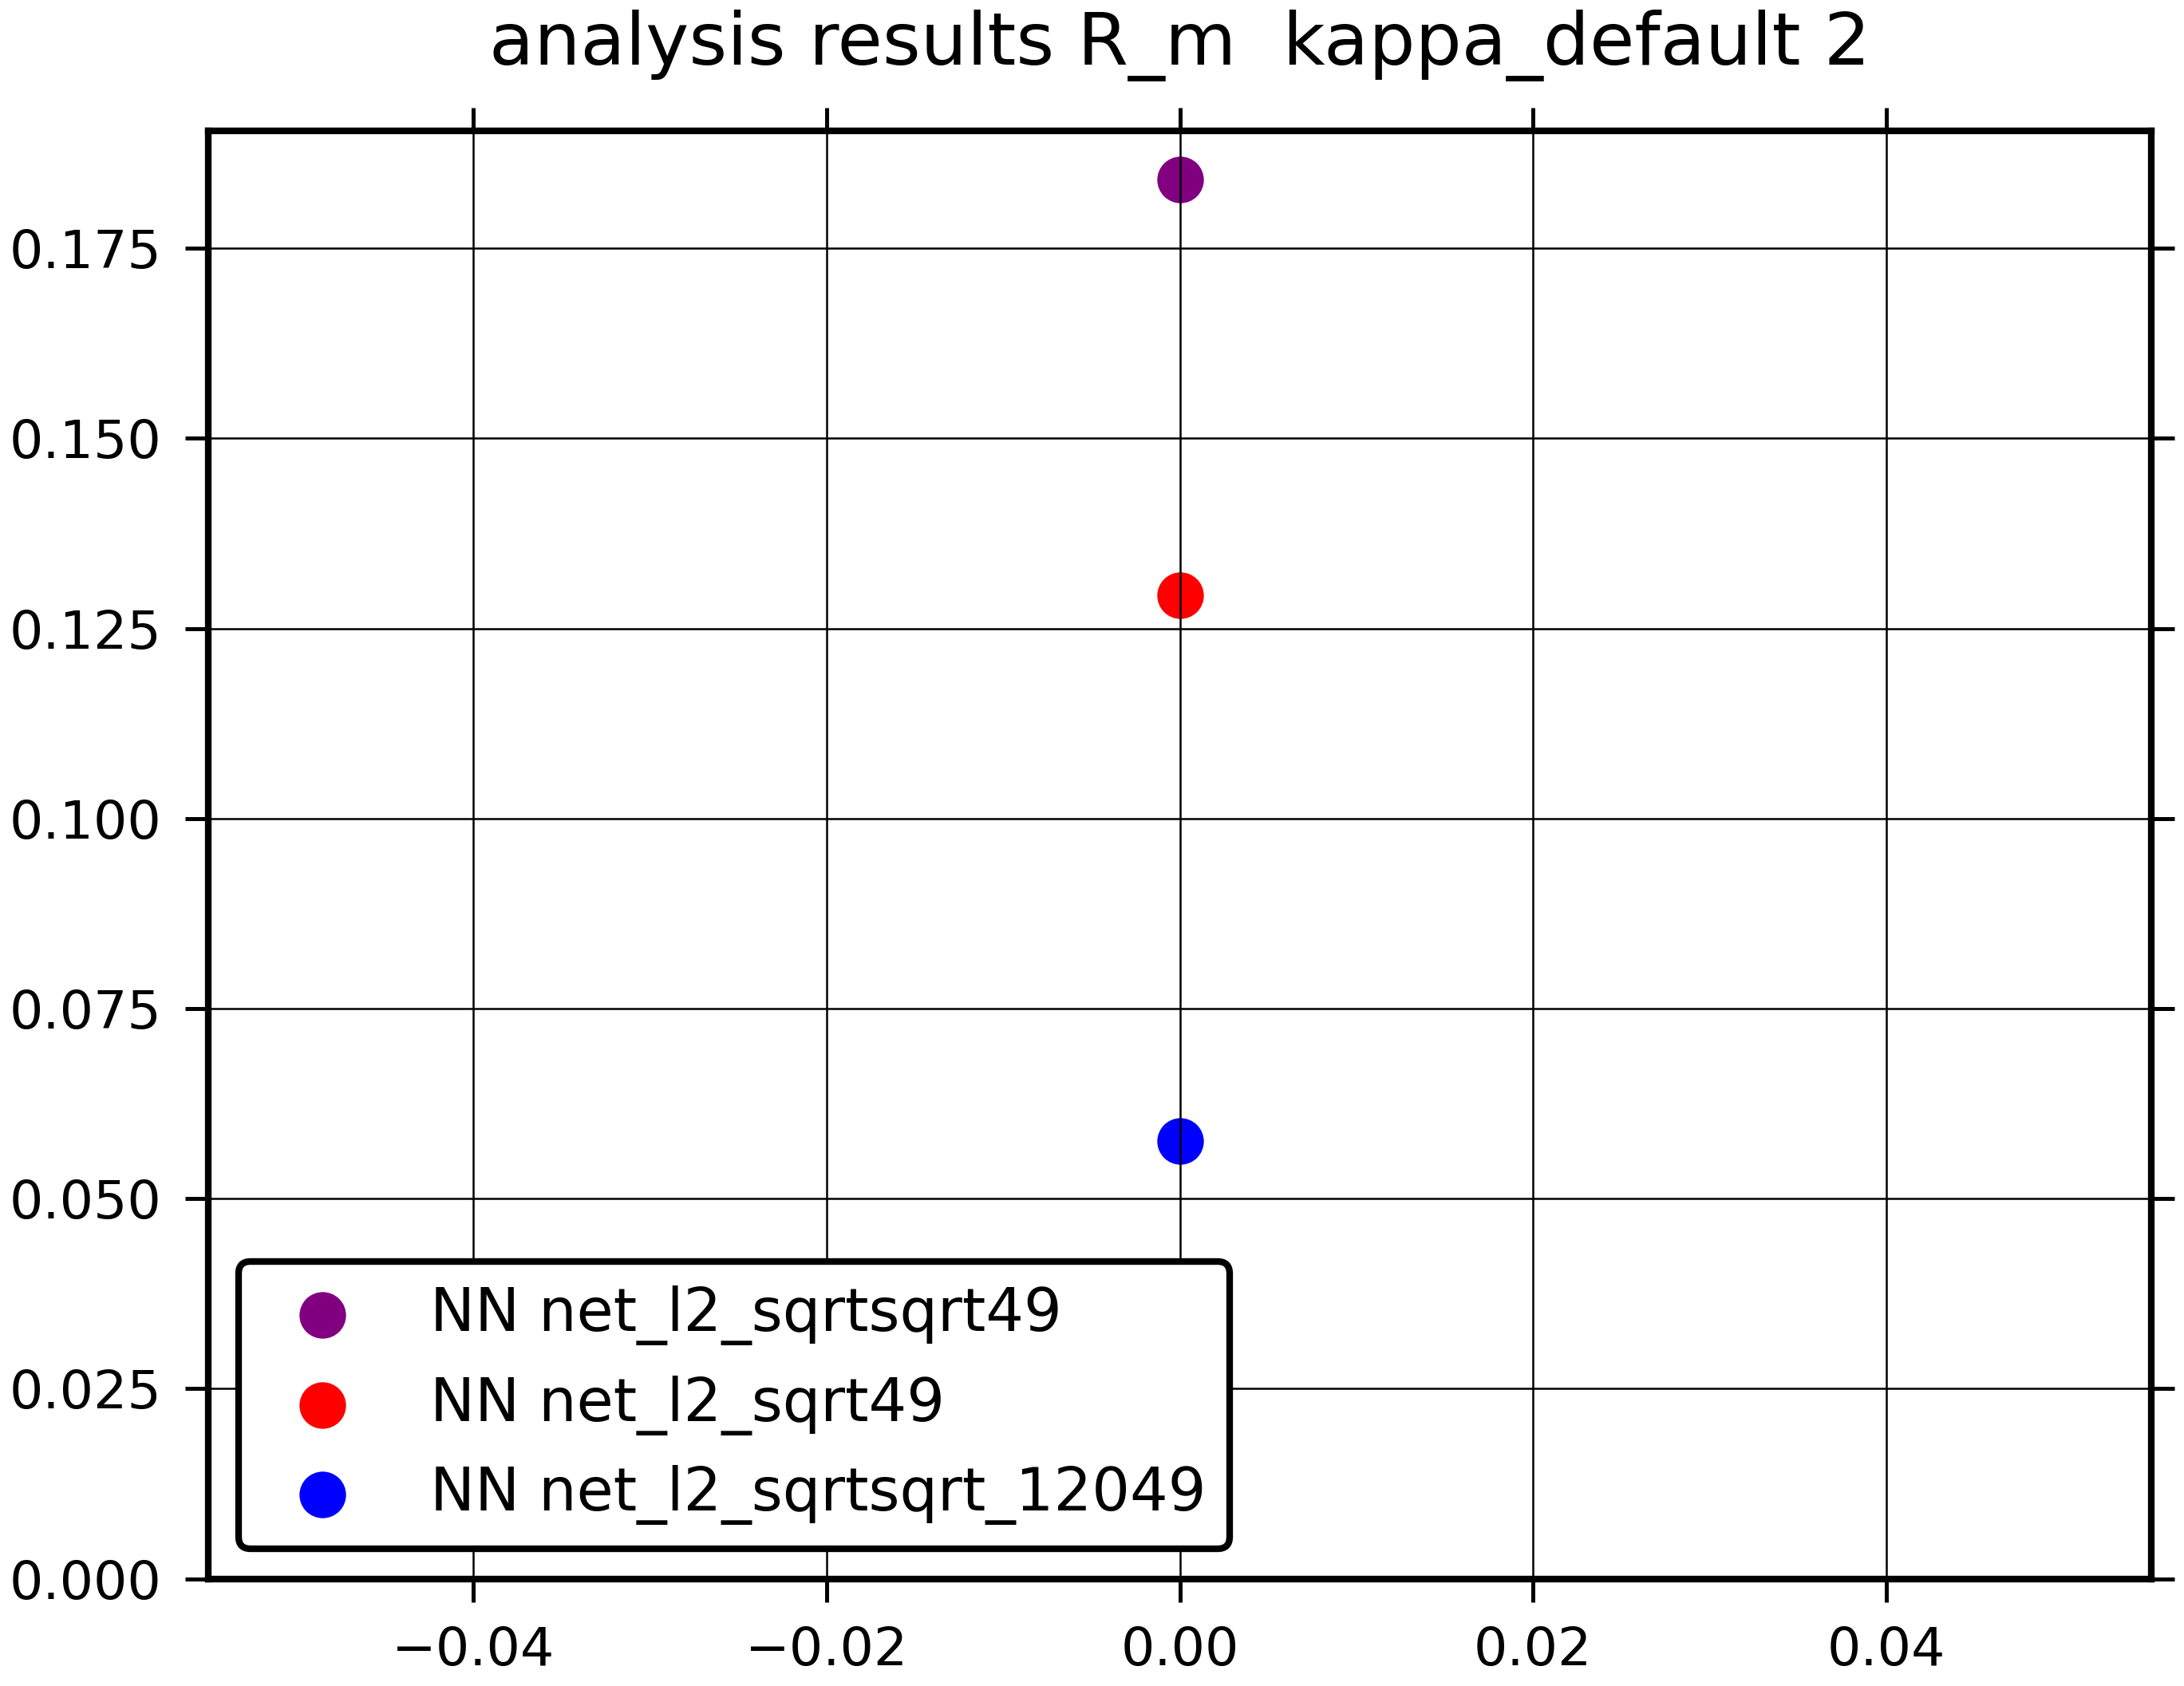 analysis results R_m  kappa_default 2
0.175
0.150
0.125
0.100
0.075
0.050
0.025
0.000
NN net_l2_sqrtsqrt49
NN net_l2_sqrt49
NN net_l2_sqrtsqrt_12049
−0.04 −0.02 0.00 0.02 0.04